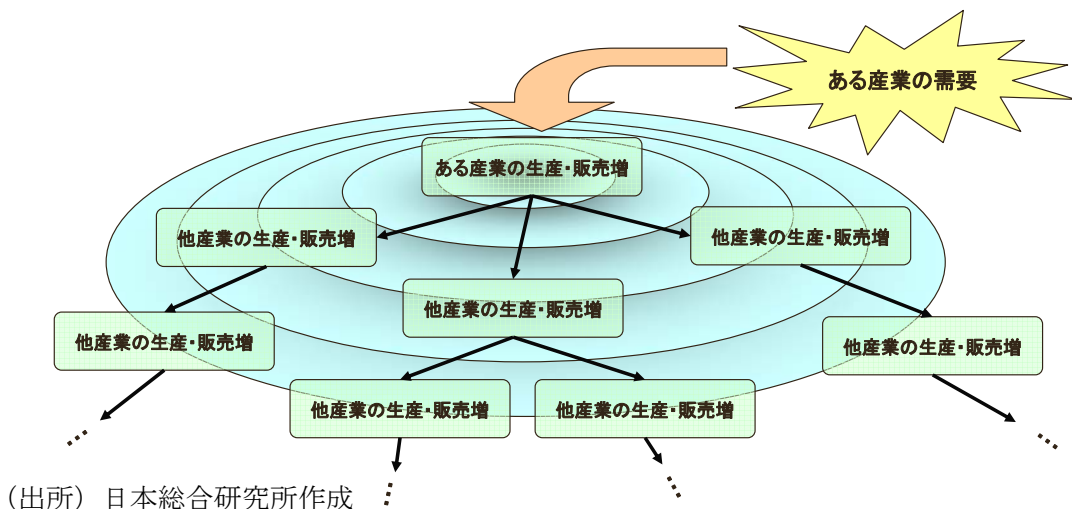 ある産業の需要
ある産業の生産・販売増
他産業の生産・販売増
他産業の生産・販売増
他産業の生産・販売増
他産業の生産・販売増
他産業の生産・販売増
他産業の生産・販売増
他産業の生産・販売増
（出所）日本総合研究所作成